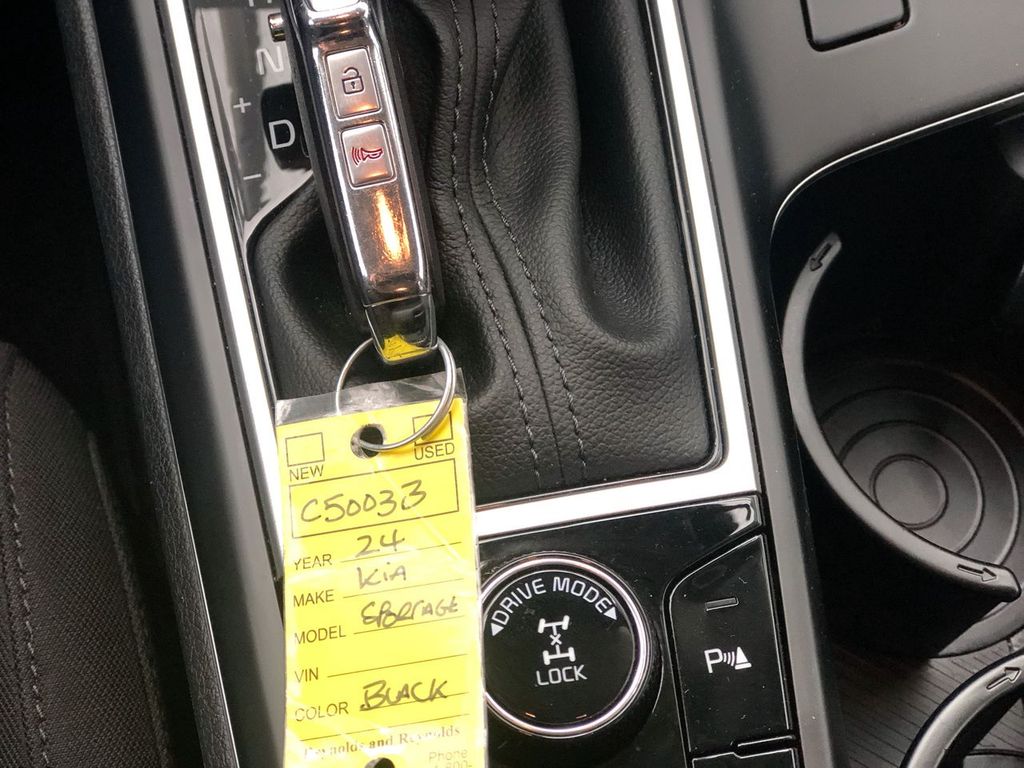 N
+
D
−
NEW
USED
C50033
YEAR 24
MAKE Kia
MODEL SPORTAGE
VIN
COLOR BLACK
Reynolds and Reynolds
Phone
DRIVE MODE
LOCK
P